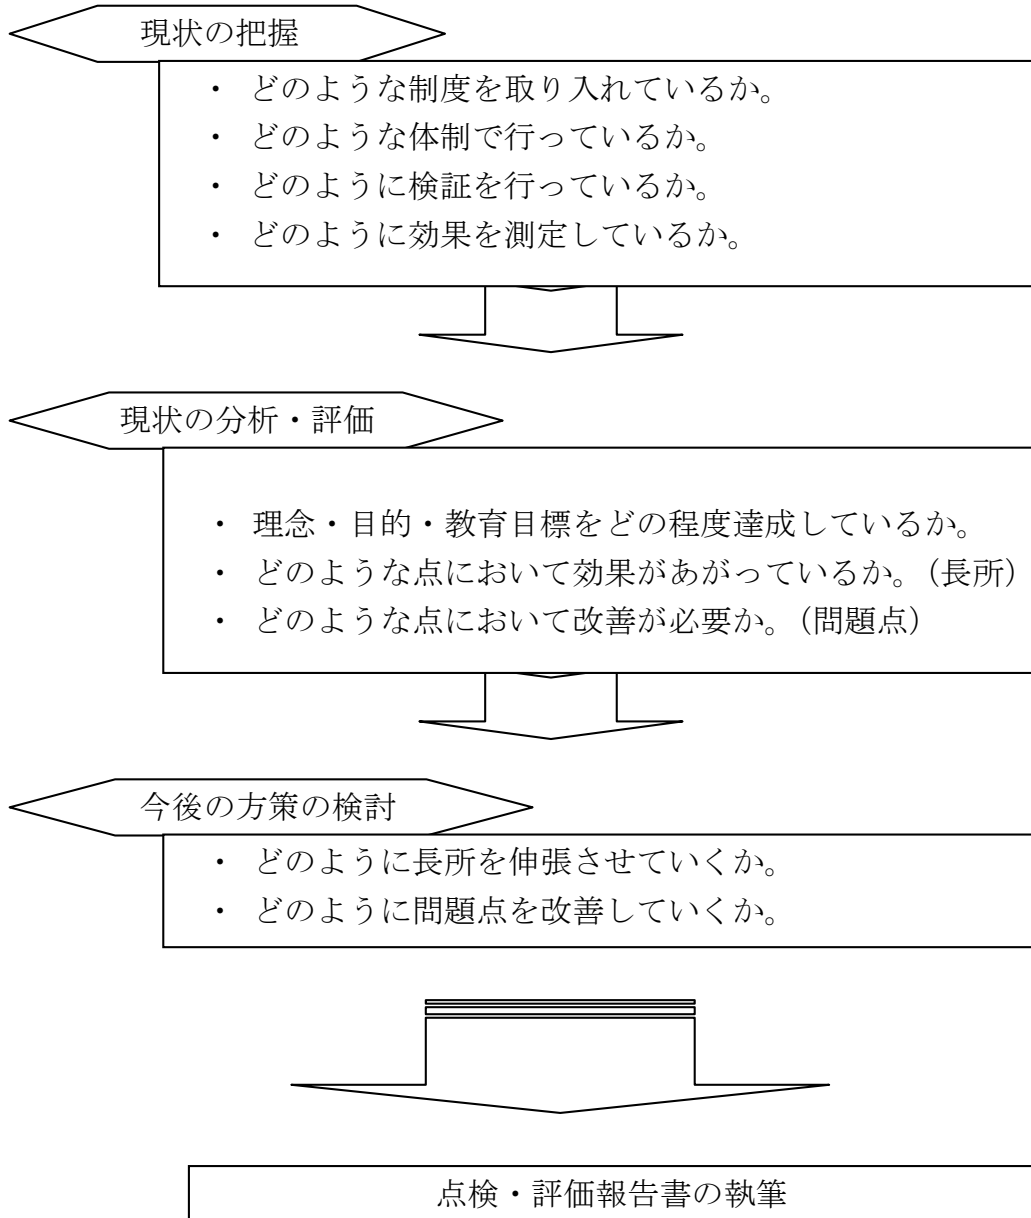 現状の把握
・ どのような制度を取り入れているか。
・ どのような体制で行っているか。
・ どのように検証を行っているか。
・ どのように効果を測定しているか。
現状の分析・評価
・ 理念・目的・教育目標をどの程度達成しているか。
・ どのような点において効果があがっているか。（長所）
・ どのような点において改善が必要か。（問題点）
今後の方策の検討
・ どのように長所を伸張させていくか。
・ どのように問題点を改善していくか。
点検・評価報告書の執筆